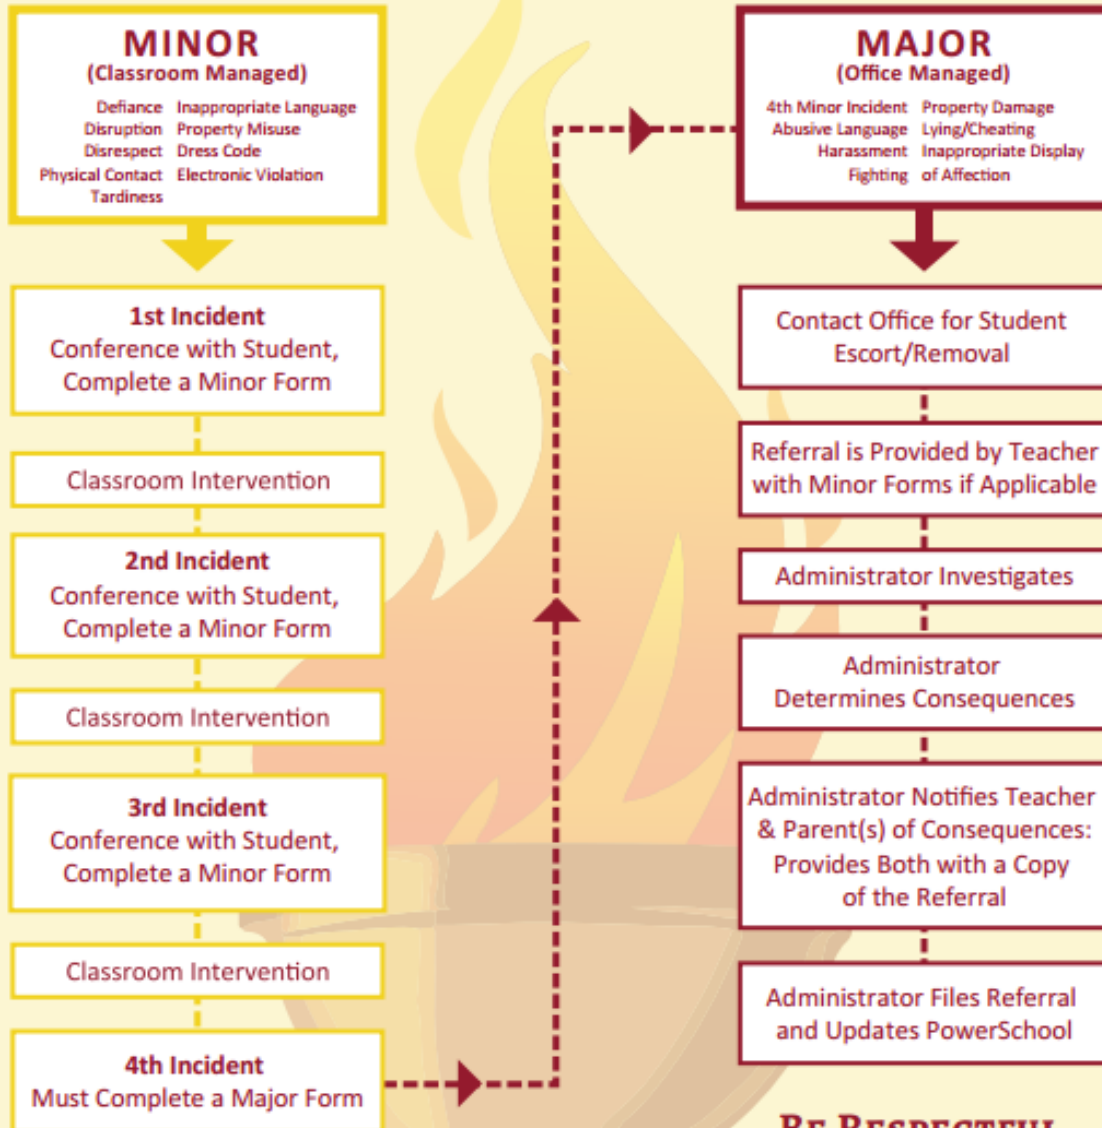 MINOR
(Classroom Managed)
Defiance Inappropriate Language
Disruption Property Misuse
Disrespect Dress Code
Physical Contact Electronic Violation
Tardiness
1st Incident
Conference with Student,
Complete a Minor Form
Classroom Intervention
2nd Incident
Conference with Student,
Complete a Minor Form
Classroom Intervention
3rd Incident
Conference with Student,
Complete a Minor Form
Classroom Intervention
4th Incident
Must Complete a Major Form
MAJOR
(Office Managed)
4th Minor Incident Property Damage
Abusive Language Lying/Cheating
Harassment Inappropriate Display
Fighting of Affection
Contact Office for Student
Escort/Removal
Referral is Provided by Teacher
with Minor Forms if Applicable
Administrator Investigates
Administrator
Determines Consequences
Administrator Notifies Teacher
& Parent(s) of Consequences:
Provides Both with a Copy
of the Referral
Administrator Files Referral
and Updates PowerSchool
BE RESPECTFUL